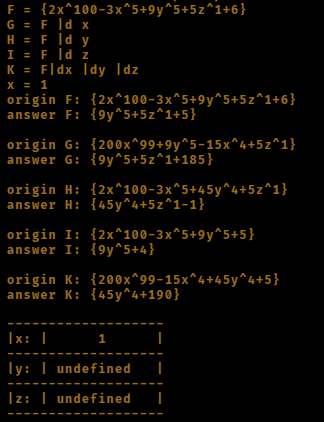 F = {2x^100-3x^5+9y^5+5z^1+6}
G = F |d x
H = F |d y
I = F |d z
K = F|dx |dy |dz
x = 1
origin F: {2x^100-3x^5+9y^5+5z^1+6}
answer F: {9y^5+5z^1+5}
origin G: {200x^99+9y^5-15x^4+5z^1}
answer G: {9y^5+5z^1+185}
origin H: {2x^100-3x^5+45y^4+5z^1}
answer H: {45y^4+5z^1-1}
origin I: {2x^100-3x^5+9y^5+5}
answer I: {9y^5+4}
origin K: {200x^99-15x^4+45y^4+5}
answer K: {45y^4+190}
-------------------
|x: |      1      |
-------------------
|y: | undefined   |
-------------------
|z: | undefined   |
-------------------